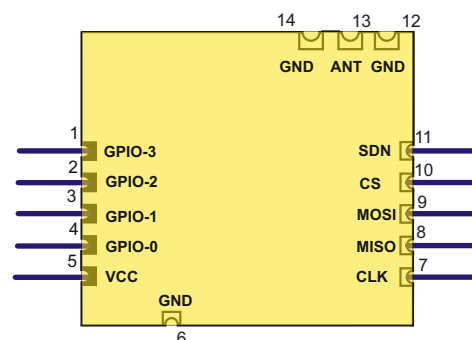 14 13 12
GND ANT GND
1 GPIO-3 SDN 11
2 GPIO-2 CS 10
3 GPIO-1 MOSI 9
4 GPIO-0 MISO 8
5 VCC CLK 7
GND
6